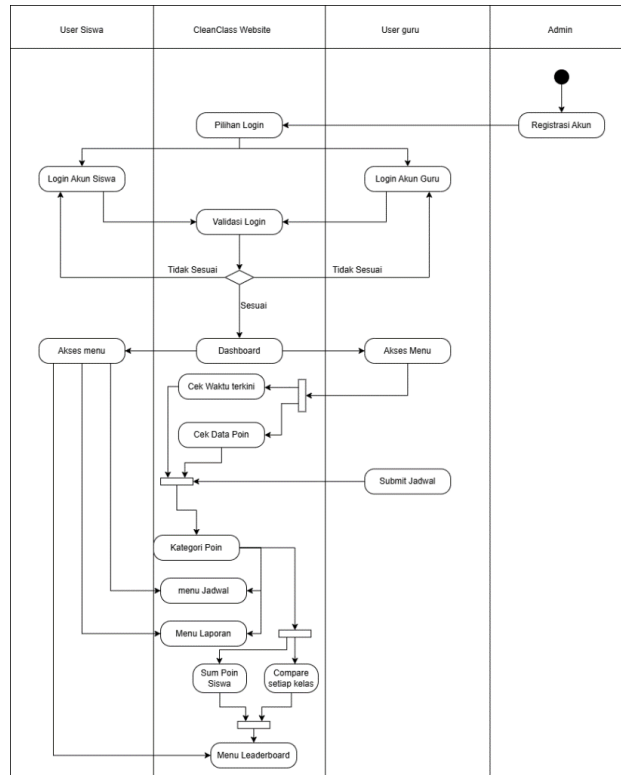 User Siswa
CleanClass Website
User guru
Admin
Pilihan Login
Registrasi Akun
Login Akun Siswa
Login Akun Guru
Validasi Login
Tidak Sesuai
Tidak Sesuai
Sesuai
Akses menu
Dashboard
Akses Menu
Cek Waktu terkini
Cek Data Poin
Submit Jadwal
Kategori Poin
menu Jadwal
Menu Laporan
Sum Poin
Siswa
Compare
setiap kelas
Menu Leaderboard